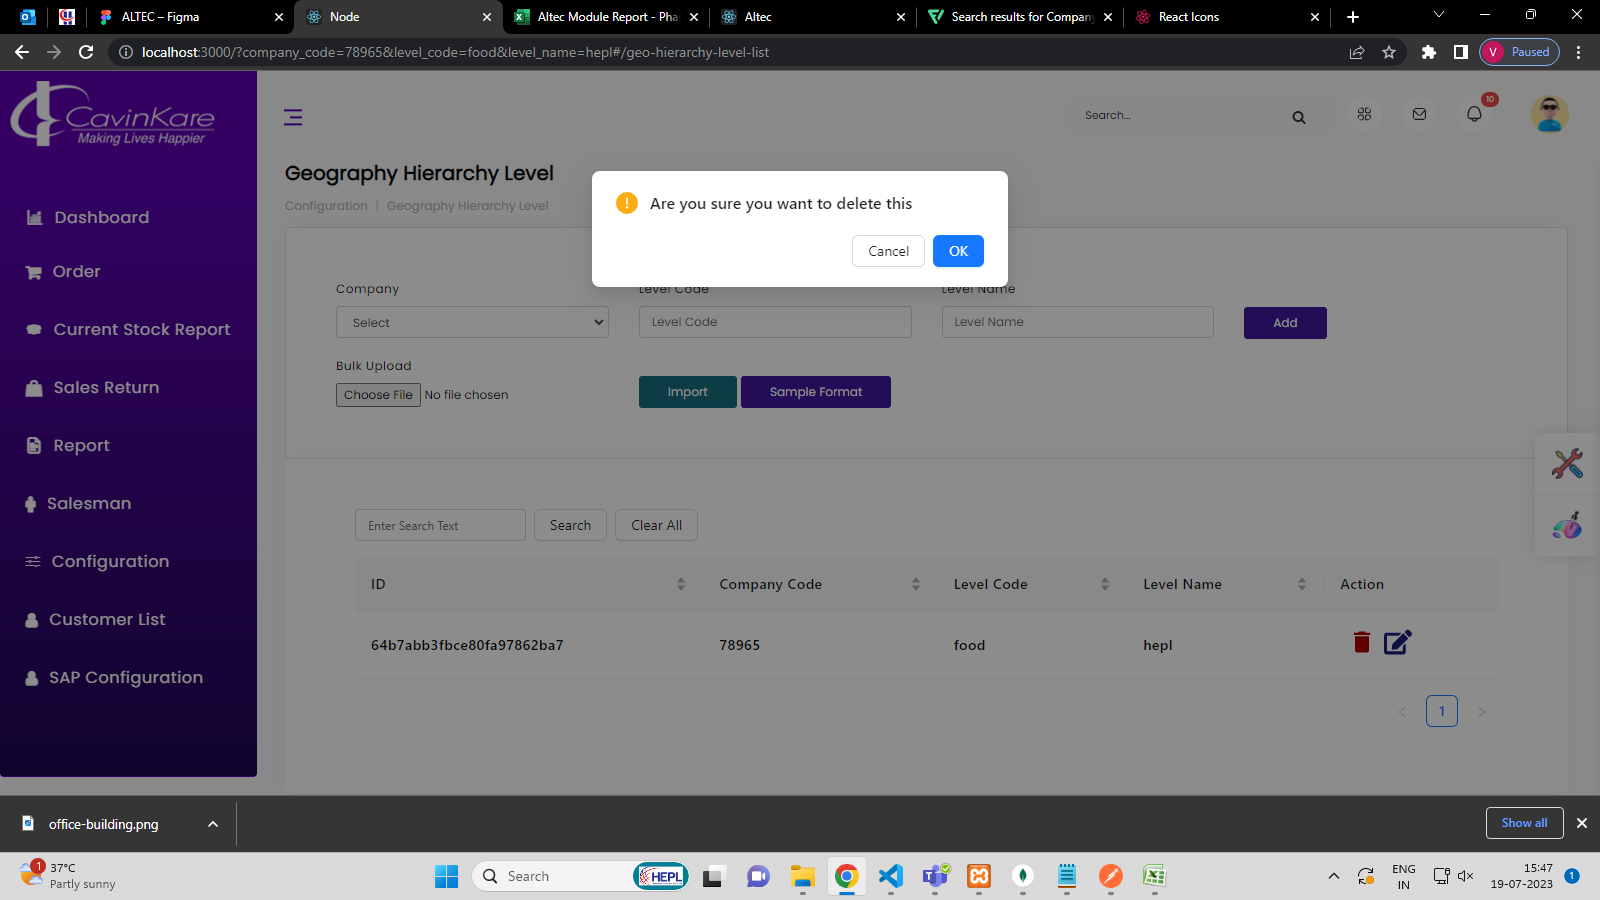 ALTEC – Figma
Node
Altec Module Report - Pha
Altec
Search results for Company
React Icons
localhost:3000/?company_code=78965&level_code=food&level_name=hepl#/geo-hierarchy-level-list
V Paused
CavinKare
Making Lives Happier
Search...
10
Dashboard
Order
Current Stock Report
Sales Return
Report
Salesman
Configuration
Customer List
SAP Configuration
Geography Hierarchy Level
Configuration | Geography Hierarchy Level
Are you sure you want to delete this
Cancel OK
Company Level Code Level Name
Select Level Code Level Name Add
Bulk Upload
Choose File No file chosen Import Sample Format
Enter Search Text Search Clear All
ID Company Code Level Code Level Name Action
64b7abb3fbce80fa97862ba7 78965 food hepl
< 1 >
office-building.png
Show all
1
37°C
Partly sunny
Search
HEPL
ENG
IN
15:47
19-07-2023
1